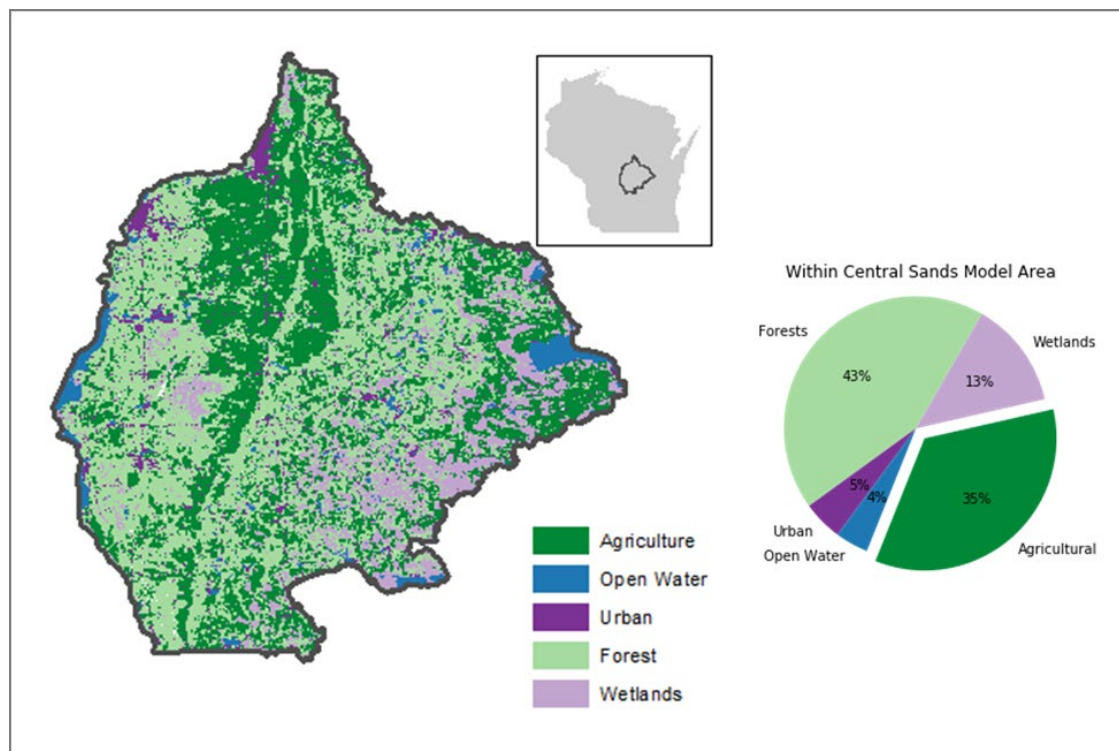 Within Central Sands Model Area
Forests
Wetlands
43%
13%
5%
4%
35%
Urban
Open Water
Agricultural
Agriculture
Open Water
Urban
Forest
Wetlands